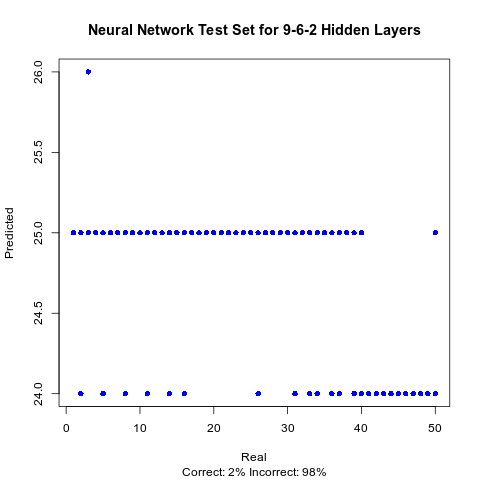 Neural Network Test Set for 9-6-2 Hidden Layers
26.0
25.5
25.0
24.5
24.0
Predicted
0 10 20 30 40 50
Real
Correct: 2% Incorrect: 98%